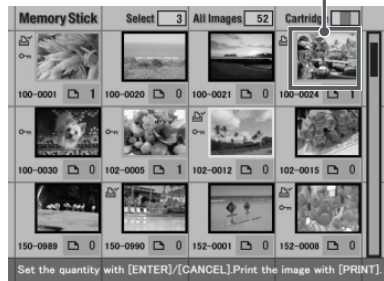 Memory Stick Select 3 All Images 52 Cartridge
100-0001 1 100-0020 0 100-0021 0 100-0024 1
100-0030 0 102-0005 1 102-0012 0 102-0015 0
150-0989 0 150-0990 0 152-0001 0 152-0008 0
Set the quantity with [ENTER]/[CANCEL].Print the image with [PRINT].